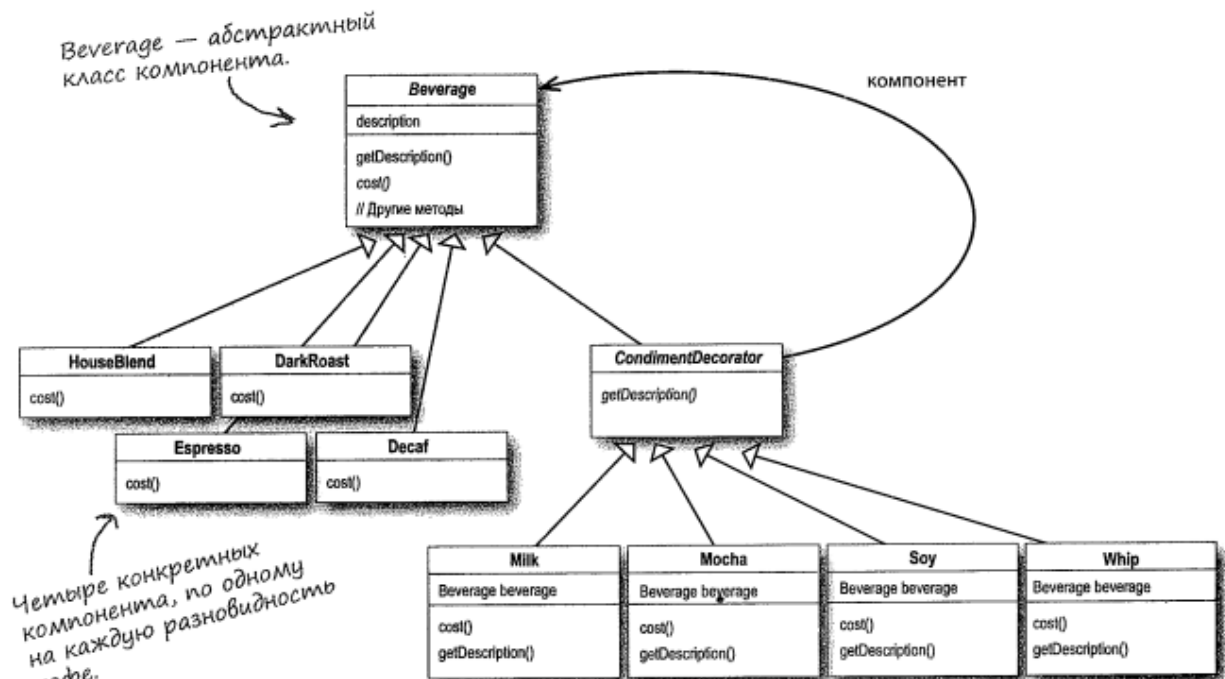 Beverage — абстрактный
класс компонента.
компонент
Beverage
description
getDescription()
cost()
// Другие методы
HouseBlend
cost()
DarkRoast
cost()
Espresso
cost()
Decaf
cost()
CondimentDecorator
getDescription()
Четыре конкретных
компонента, по одному
на каждую разновидность
Milk
Beverage beverage
cost()
getDescription()
Mocha
Beverage beverage
cost()
getDescription()
Soy
Beverage beverage
cost()
getDescription()
Whip
Beverage beverage
cost()
getDescription()